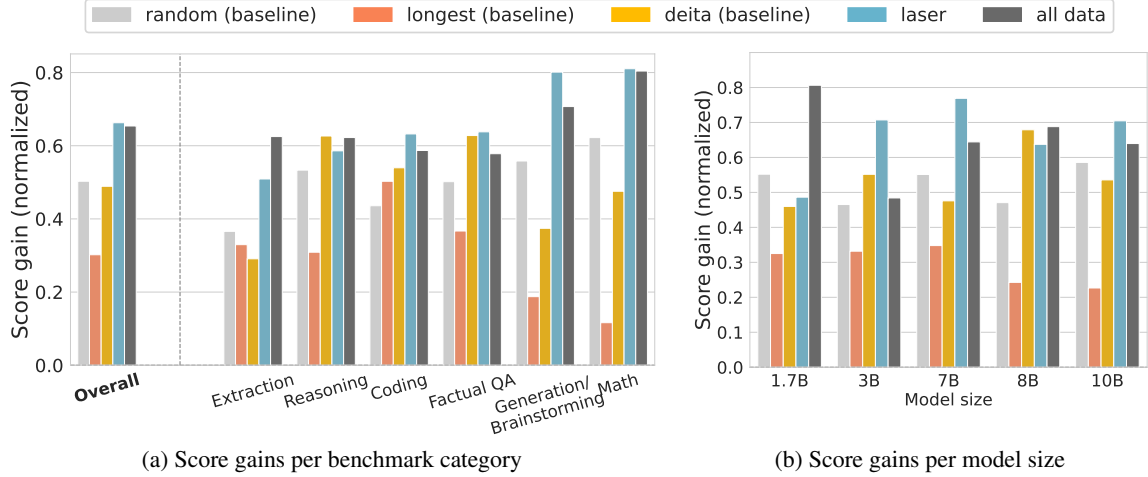 random (baseline) longest (baseline) deita (baseline) laser all data
Score gain (normalized)
0.8
0.6
0.4
0.2
0.0
Overall
Extraction
Reasoning
Coding
Factual QA
Generation/
Brainstorming
Math
(a) Score gains per benchmark category
Score gain (normalized)
0.8
0.7
0.6
0.5
0.4
0.3
0.2
0.1
0.0
1.7B 3B 7B 8B 10B
Model size
(b) Score gains per model size